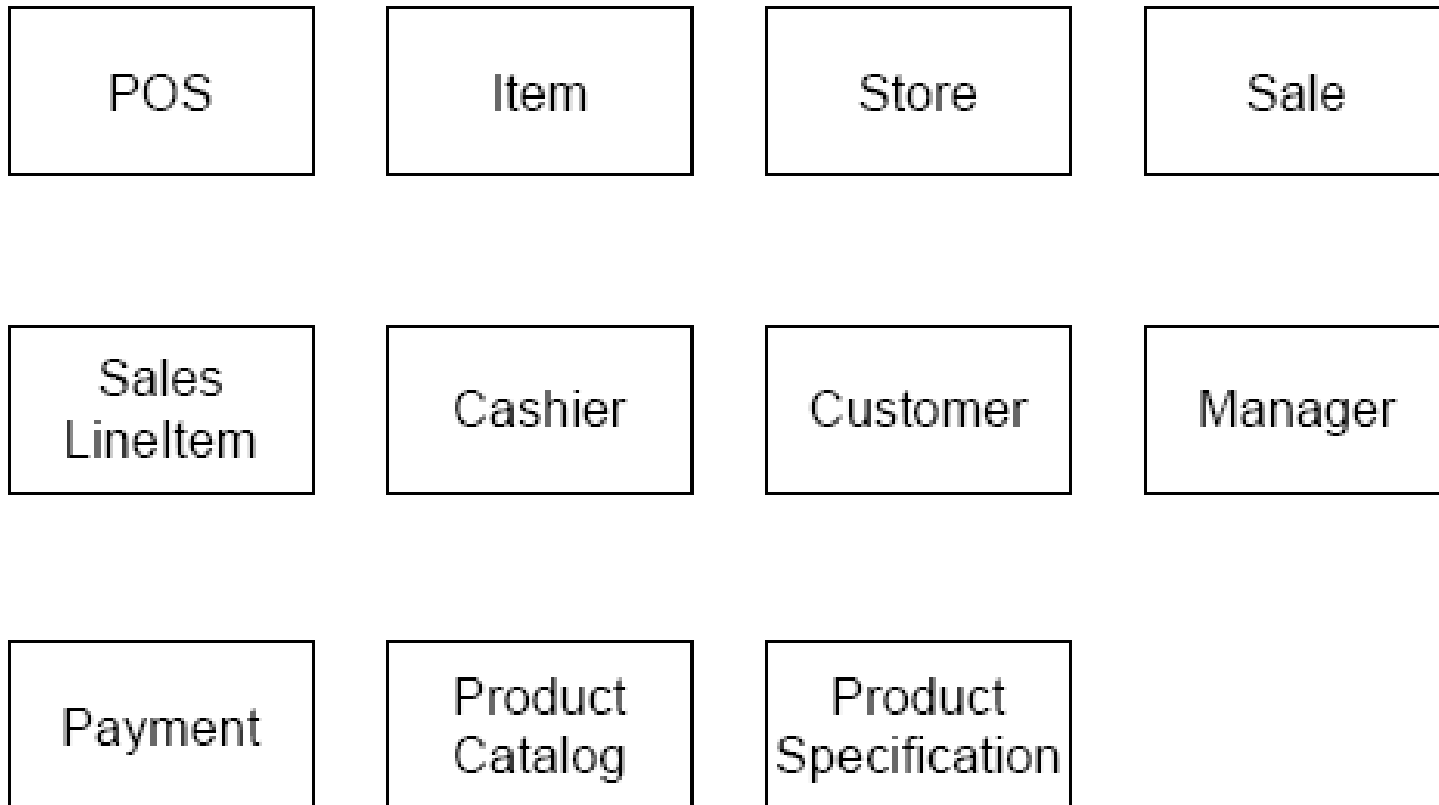 POS
Item
Store
Sale
Sales
LineItem
Cashier
Customer
Manager
Payment
Product
Catalog
Product
Specification